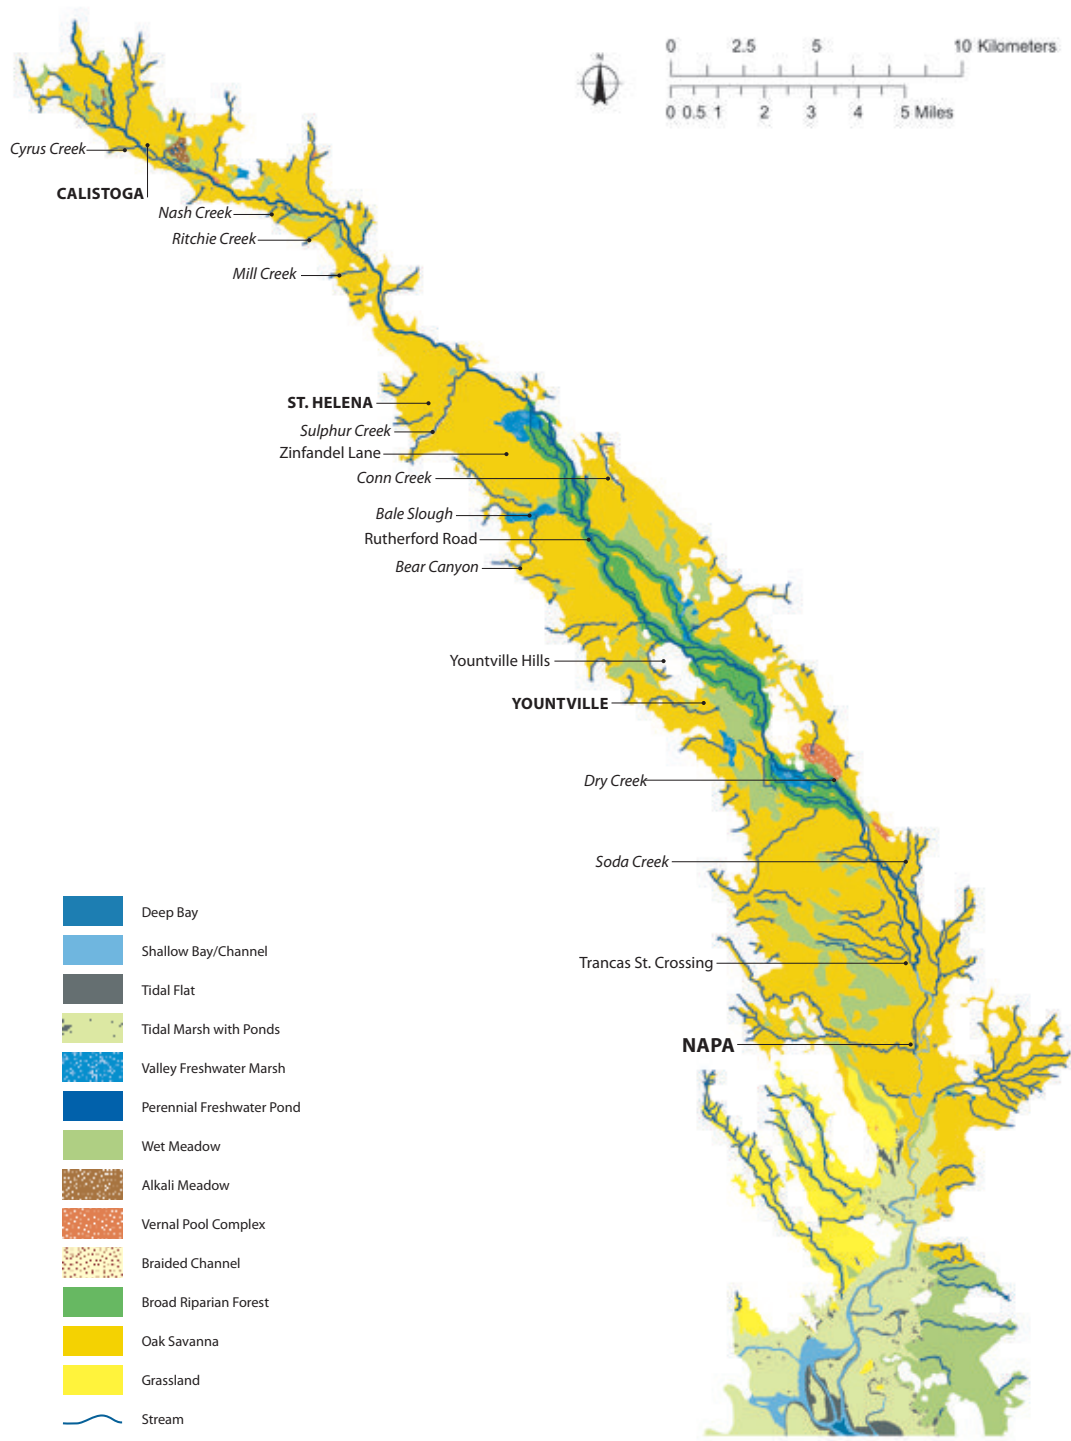 N
0 2.5 5 10 Kilometers
0 0.5 1 2 3 4 5 Miles
Cyrus Creek
CALISTOGA
Nash Creek
Ritchie Creek
Mill Creek
ST. HELENA
Sulphur Creek
Zinfandel Lane
Conn Creek
Bale Slough
Rutherford Road
Bear Canyon
Yountville Hills
YOUNTVILLE
Dry Creek
Soda Creek
Trancas St. Crossing
NAPA
Deep Bay
Shallow Bay/Channel
Tidal Flat
Tidal Marsh with Ponds
Valley Freshwater Marsh
Perennial Freshwater Pond
Wet Meadow
Alkali Meadow
Vernal Pool Complex
Braided Channel
Broad Riparian Forest
Oak Savanna
Grassland
Stream